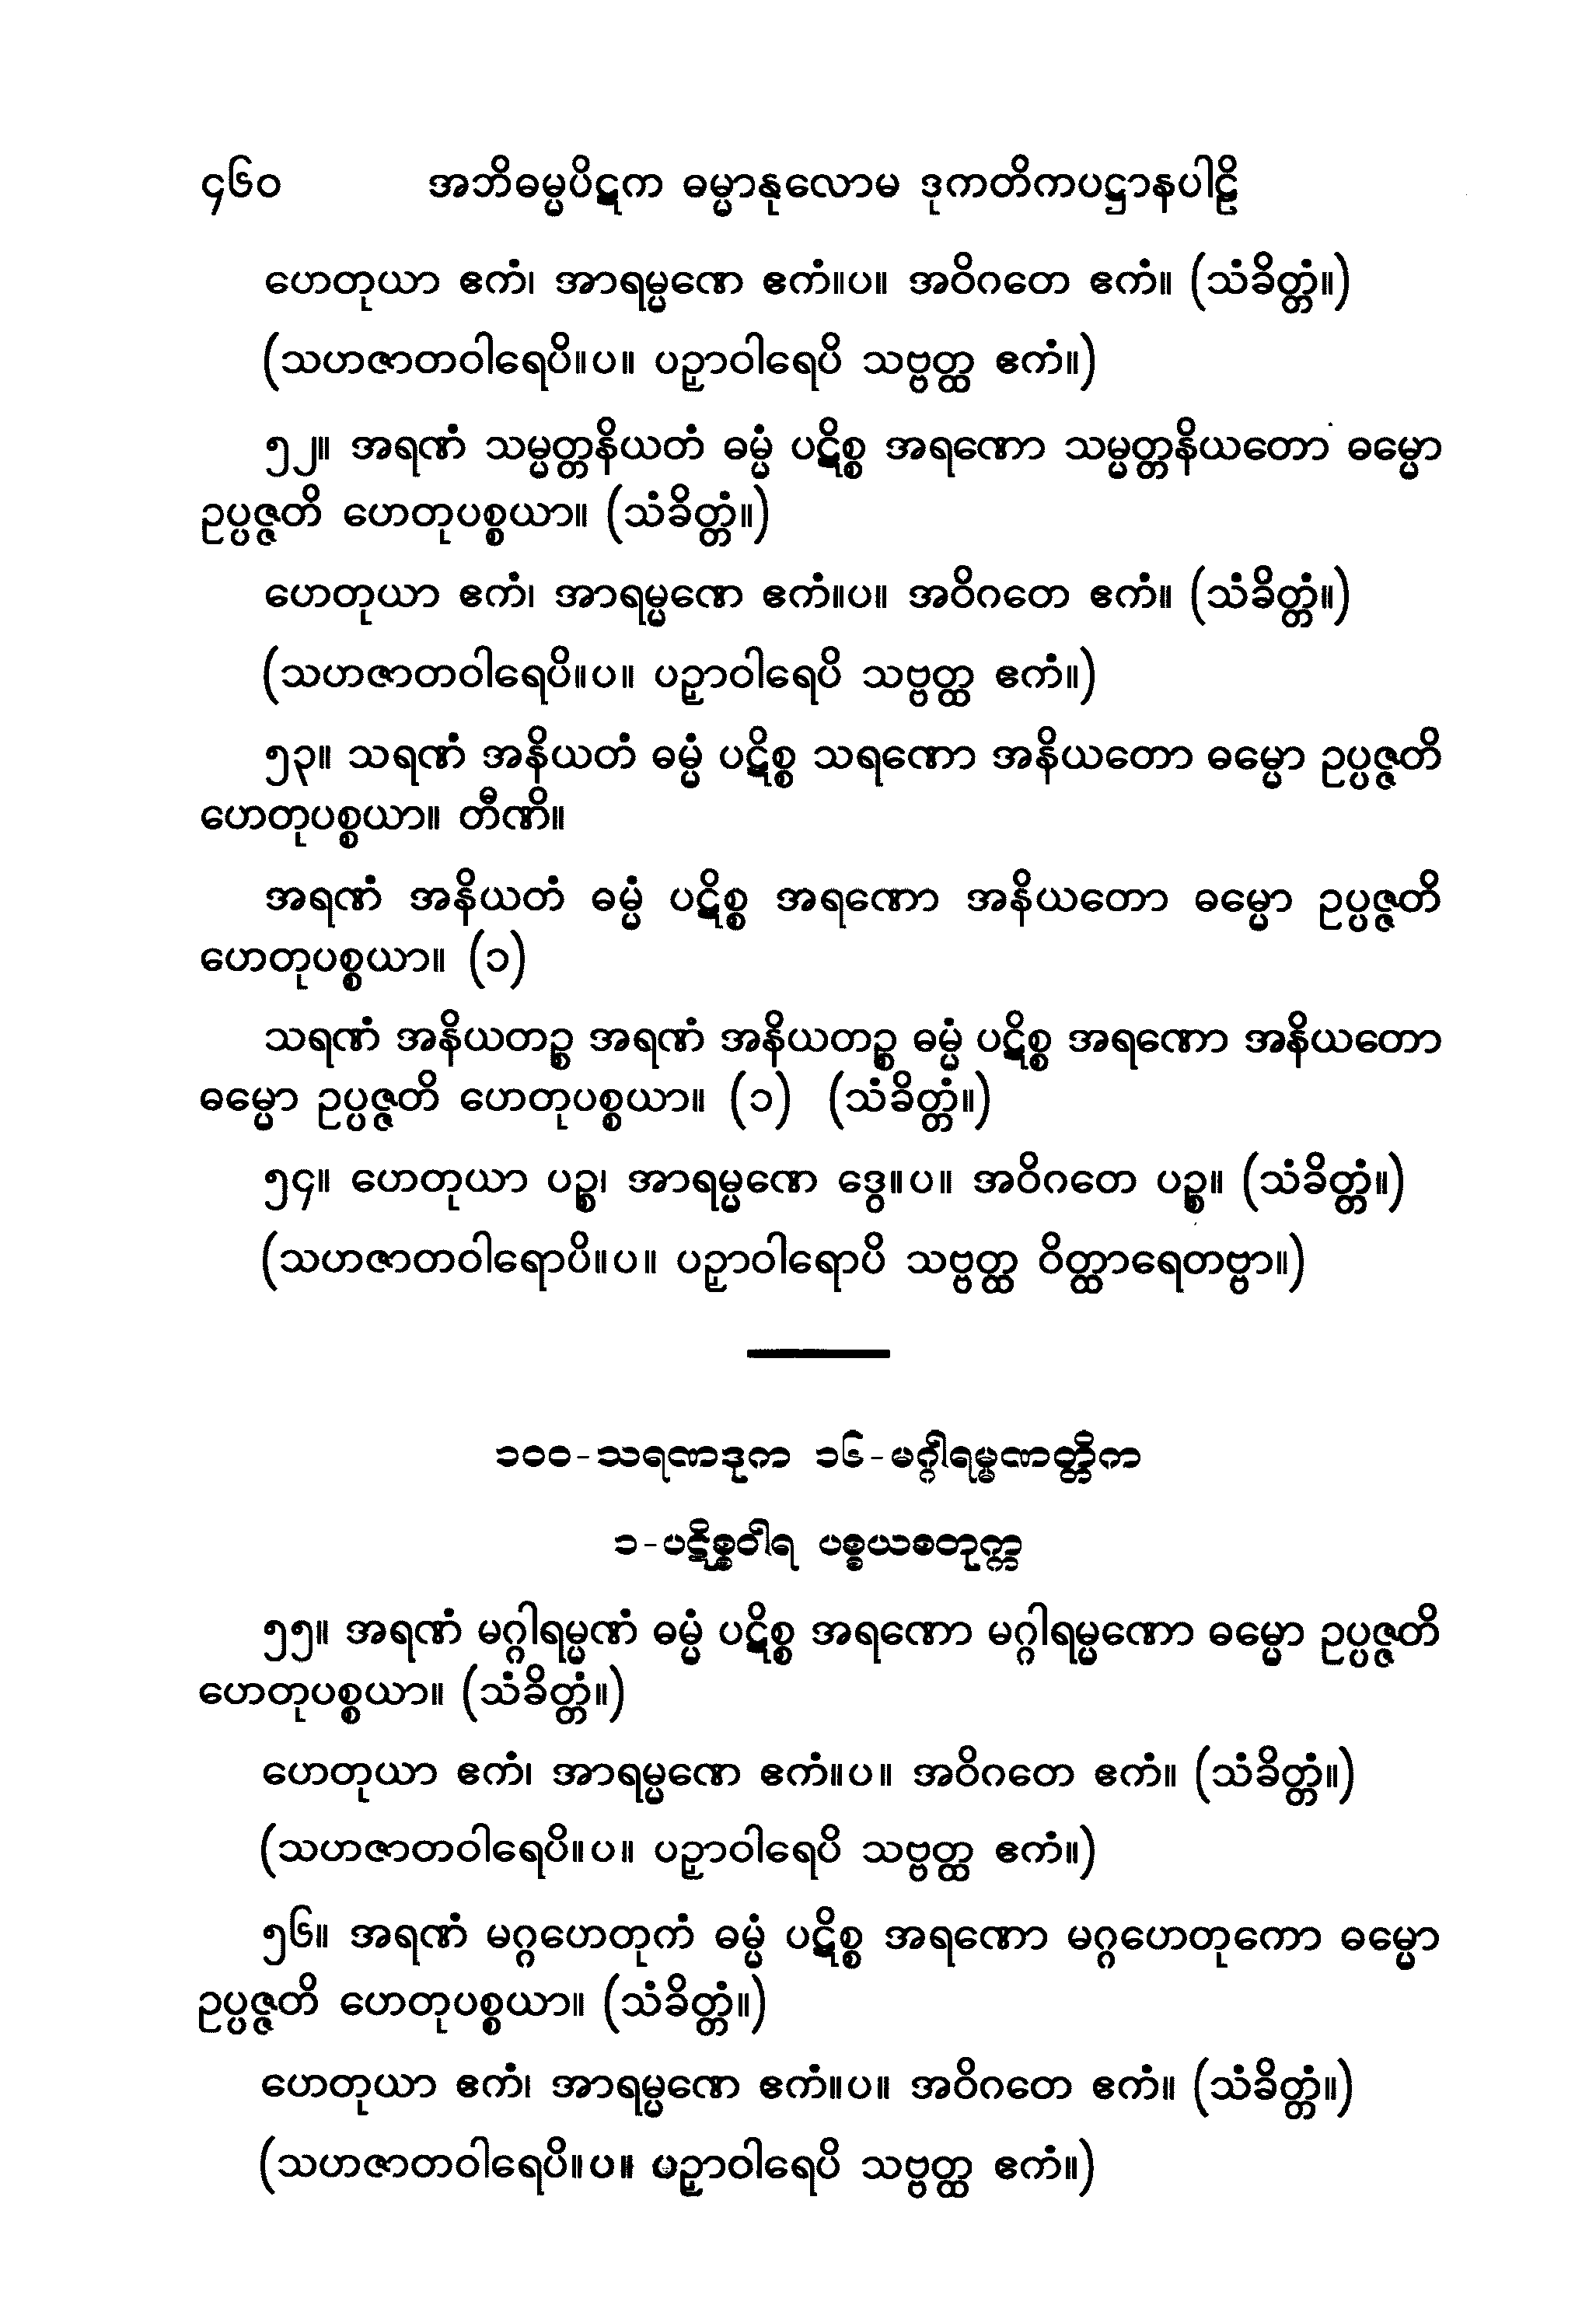 ၄၆၀ အဘိဓမ္မပိဋက ဓမ္မာနုလောမ ဒုကတိကပဋ္ဌာနပါဠိ
ဟေတုယာ ဧကံ၊ အာရမ္မဏေ ဧကံ။ပ။ အဝိဂတေ ဧကံ။ (သံခိတ္တံ။)
(သဟဇာတဝါရေပိ။ပ။ ပဉှာဝါရေပိ သဗ္ဗတ္ထ ဧကံ။)
၅၂။ အရဏံ သမ္မတ္တနိယတံ ဓမ္မံ ပဋိစ္စ အရဏော သမ္မတ္တနိယတော ဓမ္မော
ဥပ္ပဇ္ဇတိ ဟေတုပစ္စယာ။ (သံခိတ္တံ။)
ဟေတုယာ ဧကံ၊ အာရမ္မဏေ ဧကံ။ပ။ အဝိဂတေ ဧကံ။ (သံခိတ္တံ။)
(သဟဇာတဝါရေပိ။ပ။ ပဉှာဝါရေပိ သဗ္ဗတ္ထ ဧကံ။)
၅၃။ သရဏံ အနိယတံ ဓမ္မံ ပဋိစ္စ သရဏော အနိယတော ဓမ္မော ဥပ္ပဇ္ဇတိ
ဟေတုပစ္စယာ။ တီဏိ။
အရဏံ အနိယတံ ဓမ္မံ ပဋိစ္စ အရဏော အနိယတော ဓမ္မော ဥပ္ပဇ္ဇတိ
ဟေတုပစ္စယာ။ (၁)
သရဏံ အနိယတဉ္စ အရဏံ အနိယတဉ္စ ဓမ္မံ ပဋိစ္စ အရဏော အနိယတော
ဓမ္မော ဥပ္ပဇ္ဇတိ ဟေတုပစ္စယာ။ (၁) (သံခိတ္တံ။)
၅၄။ ဟေတုယာ ပဉ္စ၊ အာရမ္မဏေ ဒွေ။ပ။ အဝိဂတေ ပဉ္စ။ (သံခိတ္တံ။)
(သဟဇာတဝါရောပိ။ပ။ ပဉှာဝါရောပိ သဗ္ဗတ္ထ ဝိတ္ထာရေတဗ္ဗာ။)
၁၀၀-သရဏဒုက ၁၆-မဂ္ဂါရမ္မဏတ္တိက
၁-ပဋိစ္စဝါရ ပစ္စယစတုက္က
၅၅။ အရဏံ မဂ္ဂါရမ္မဏံ ဓမ္မံ ပဋိစ္စ အရဏော မဂ္ဂါရမ္မဏော ဓမ္မော ဥပ္ပဇ္ဇတိ
ဟေတုပစ္စယာ။ (သံခိတ္တံ။)
ဟေတုယာ ဧကံ၊ အာရမ္မဏေ ဧကံ။ပ။ အဝိဂတေ ဧကံ။ (သံခိတ္တံ။)
(သဟဇာတဝါရေပိ။ပ။ ပဉှာဝါရေပိ သဗ္ဗတ္ထ ဧကံ။)
၅၆။ အရဏံ မဂ္ဂဟေတုကံ ဓမ္မံ ပဋိစ္စ အရဏော မဂ္ဂဟေတုကော ဓမ္မော
ဥပ္ပဇ္ဇတိ ဟေတုပစ္စယာ။ (သံခိတ္တံ။)
ဟေတုယာ ဧကံ၊ အာရမ္မဏေ ဧကံ။ပ။ အဝိဂတေ ဧကံ။ (သံခိတ္တံ။)
(သဟဇာတဝါရေပိ။ပ။ ပဉှာဝါရေပိ သဗ္ဗတ္ထ ဧကံ။)